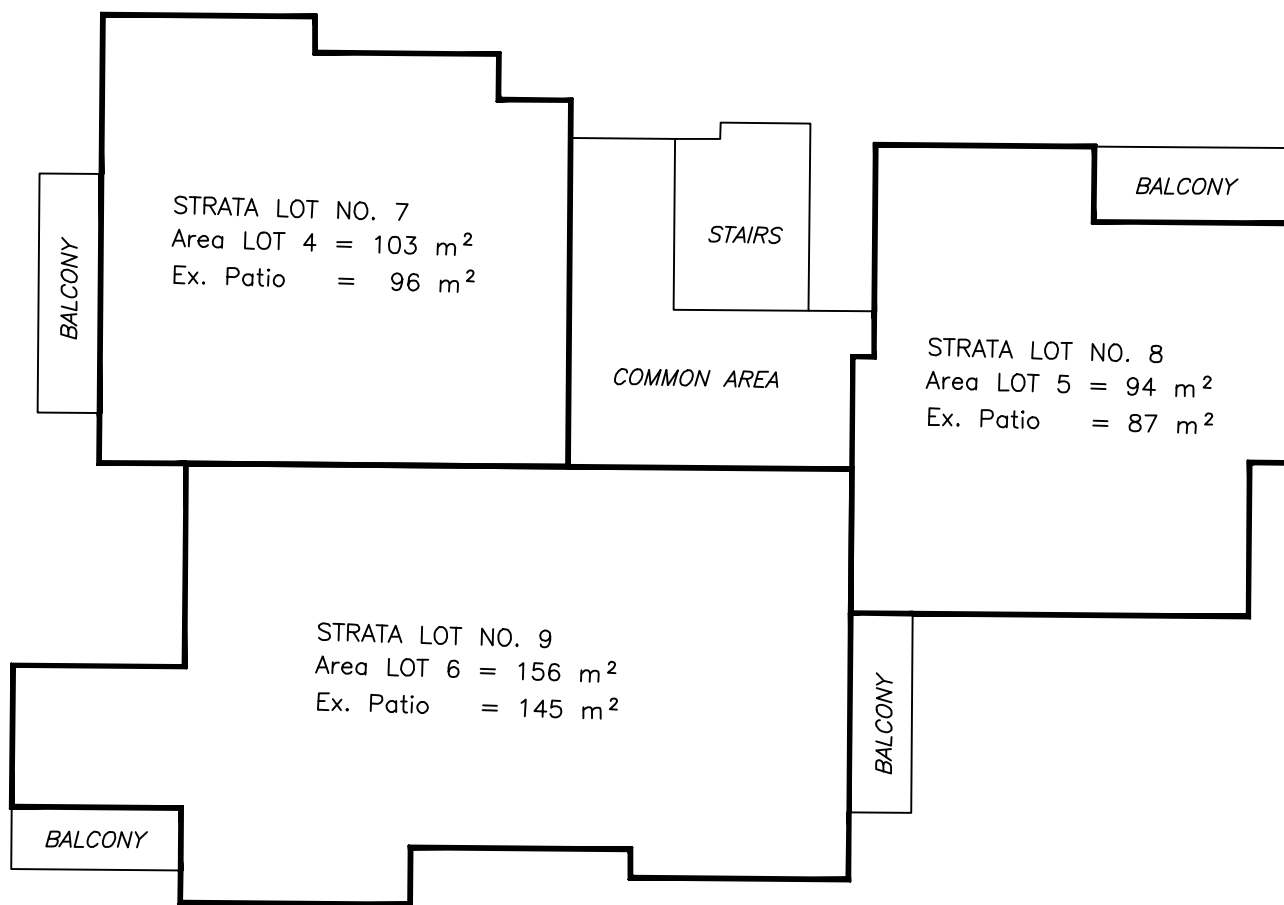 STRATA LOT NO. 7
Area LOT 4 = 103 m²
Ex. Patio = 96 m²
BALCONY
STAIRS
COMMON AREA
BALCONY
STRATA LOT NO. 8
Area LOT 5 = 94 m²
Ex. Patio = 87 m²
STRATA LOT NO. 9
Area LOT 6 = 156 m²
Ex. Patio = 145 m²
BALCONY
BALCONY